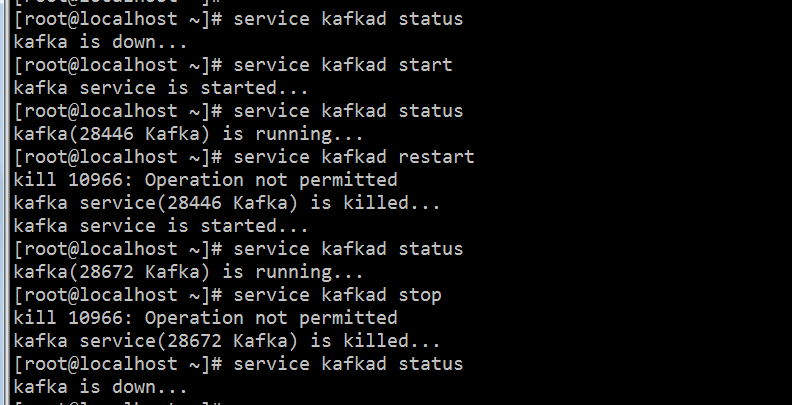 [root@localhost ~]# service kafkad status
kafka is down...
[root@localhost ~]# service kafkad start
kafka service is started...
[root@localhost ~]# service kafkad status
kafka(28446 Kafka) is running...
[root@localhost ~]# service kafkad restart
kill 10966: Operation not permitted
kafka service(28446 Kafka) is killed...
kafka service is started...
[root@localhost ~]# service kafkad status
kafka(28672 Kafka) is running...
[root@localhost ~]# service kafkad stop
kill 10966: Operation not permitted
kafka service(28672 Kafka) is killed...
[root@localhost ~]# service kafkad status
kafka is down...